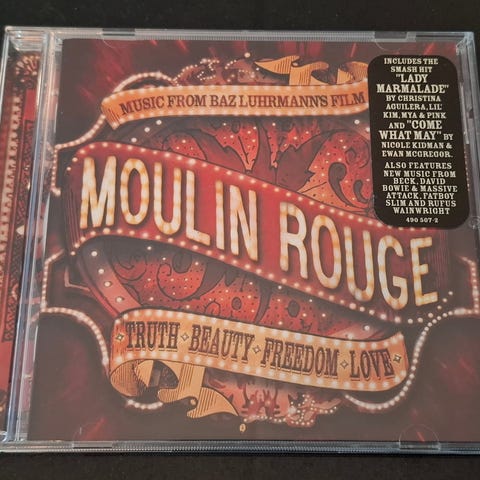 MUSIC FROM BAZ LUHRMANN'S FILM
MOULIN ROUGE
TRUTH · BEAUTY · FREEDOM · LOVE
INCLUDES THE
SMASH HIT
"LADY
MARMALADE"
BY CHRISTINA
AGUILERA, LIL'
KIM, MYA & PINK
AND "COME
WHAT MAY" BY
NICOLE KIDMAN &
EWAN MCGREGOR.
ALSO FEATURES
NEW MUSIC FROM
BECK, DAVID
BOWIE & MASSIVE
ATTACK, FATBOY
SLIM AND RUFUS
WAINWRIGHT
490 507-2